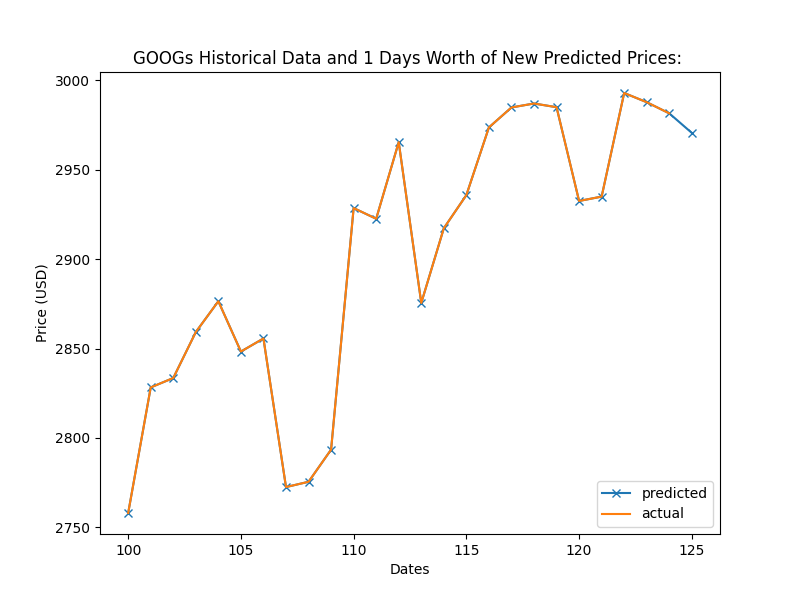 GOOGs Historical Data and 1 Days Worth of New Predicted Prices:
3000
2950
2900
2850
2800
2750
Price (USD)
100 105 110 115 120 125
Dates
predicted
actual